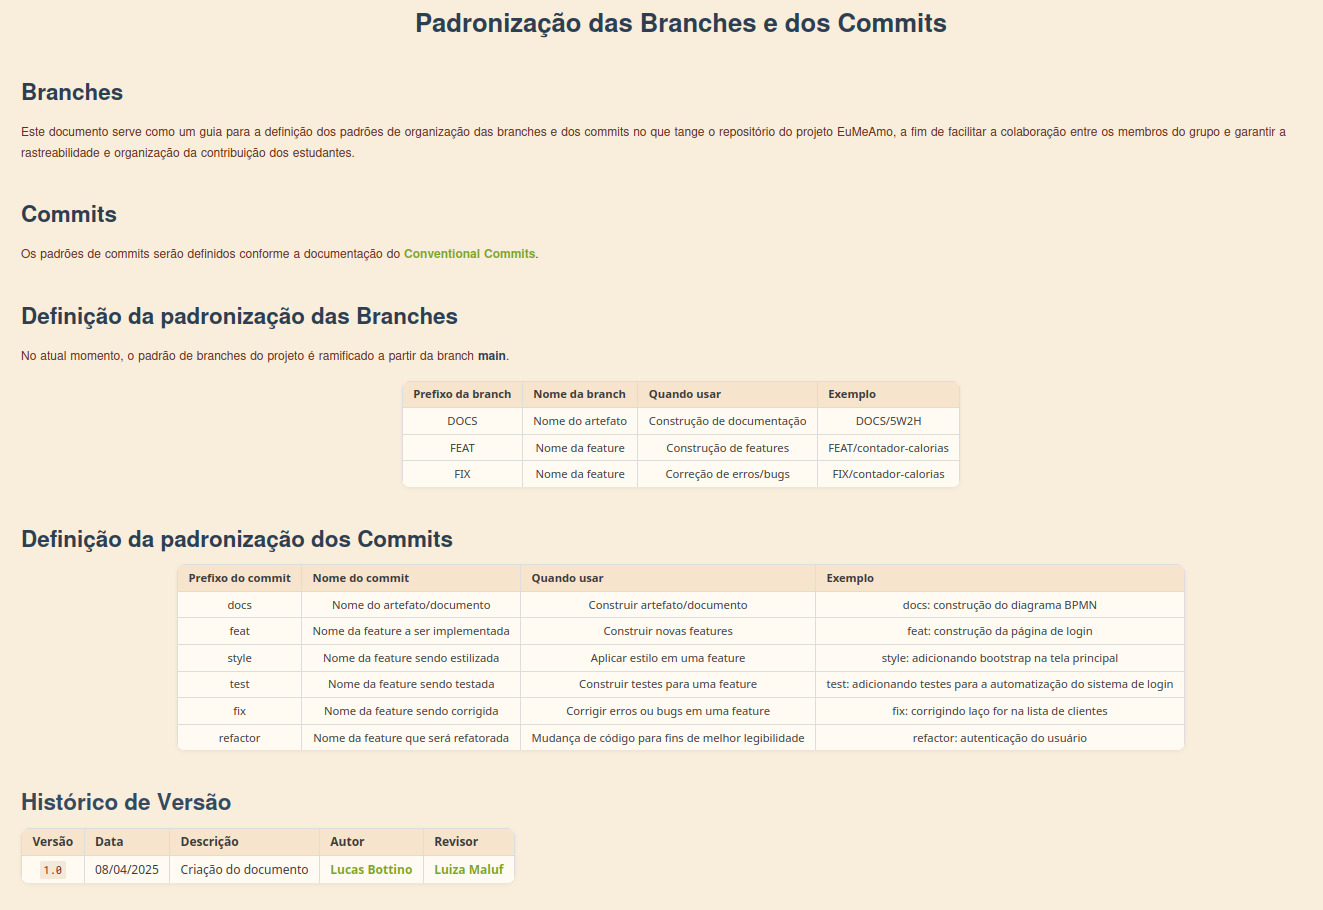 Padronização das Branches e dos Commits
Branches
Este documento serve como um guia para a definição dos padrões de organização das branches e dos commits no que tange o repositório do projeto EuMeAmo, a fim de facilitar a colaboração entre os membros do grupo e garantir a
rastreabilidade e organização da contribuição dos estudantes.
Commits
Os padrões de commits serão definidos conforme a documentação do Conventional Commits.
Definição da padronização das Branches
No atual momento, o padrão de branches do projeto é ramificado a partir da branch main.
Prefixo da branch Nome da branch Quando usar Exemplo
DOCS Nome do artefato Construção de documentação DOCS/5W2H
FEAT Nome da feature Construção de features FEAT/contador-calorias
FIX Nome da feature Correção de erros/bugs FIX/contador-calorias
Definição da padronização dos Commits
Prefixo do commit Nome do commit Quando usar Exemplo
docs Nome do artefato/documento Construir artefato/documento docs: construção do diagrama BPMN
feat Nome da feature a ser implementada Construir novas features feat: construção da página de login
style Nome da feature sendo estilizada Aplicar estilo em uma feature style: adicionando bootstrap na tela principal
test Nome da feature sendo testada Construir testes para uma feature test: adicionando testes para a automatização do sistema de login
fix Nome da feature sendo corrigida Corrigir erros ou bugs em uma feature fix: corrigindo laço for na lista de clientes
refactor Nome da feature que será refatorada Mudança de código para fins de melhor legibilidade refactor: autenticação do usuário
Histórico de Versão
Versão Data Descrição Autor Revisor
1.0 08/04/2025 Criação do documento Lucas Bottino Luiza Maluf